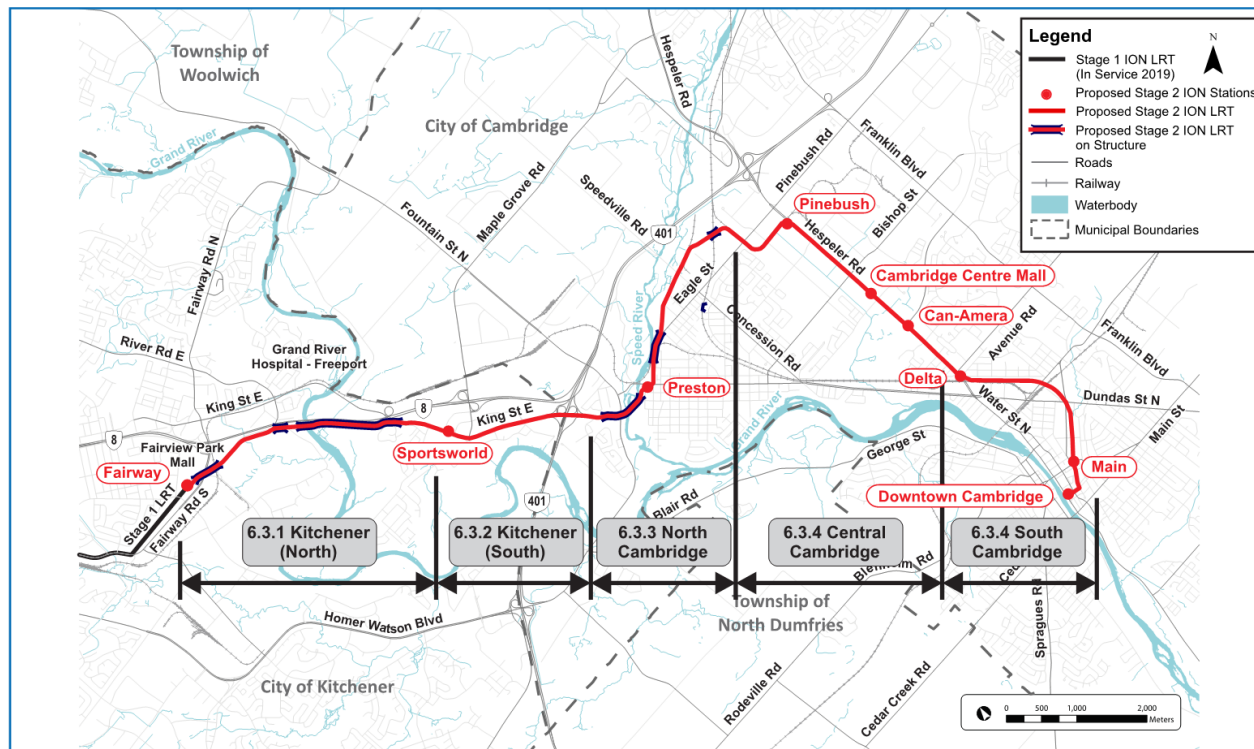 Legend
N
Stage 1 ION LRT
(In Service 2019)
Proposed Stage 2 ION Stations
Proposed Stage 2 ION LRT
Proposed Stage 2 ION LRT
on Structure
Roads
Railway
Waterbody
Municipal Boundaries
Township of
Woolwich
City of Cambridge
Hespeler Rd
Grand River
Franklin Blvd
Pinebush Rd
Bishop St
Maple Grove Rd
Speedville Rd
Fountain St N
401
Pinebush
Hespeler Rd
Fairway Rd N
Eagle St
Cambridge Centre Mall
Speed River
Concession Rd
Can-Amera
Avenue Rd
Franklin Blvd
River Rd E
Grand River
Hospital - Freeport
Preston
Delta
Dundas St N
Water St N
Main St
King St E
8
King St E
Grand River
George St
8
Fairview Park
Mall
Sportsworld
Fairway
Main
Stage 1 LRT
Fairway Rd S
401
Blair Rd
Downtown Cambridge
6.3.1 Kitchener
(North)
6.3.2 Kitchener
(South)
6.3.3 North
Cambridge
6.3.4 Central
Cambridge
6.3.4 South
Cambridge
Blenheim Rd
Township of
North Dumfries
Homer Watson Blvd
Spragues Rd
City of Kitchener
Rodeville Rd
Cedar Creek Rd
0 500 1,000 2,000
Meters